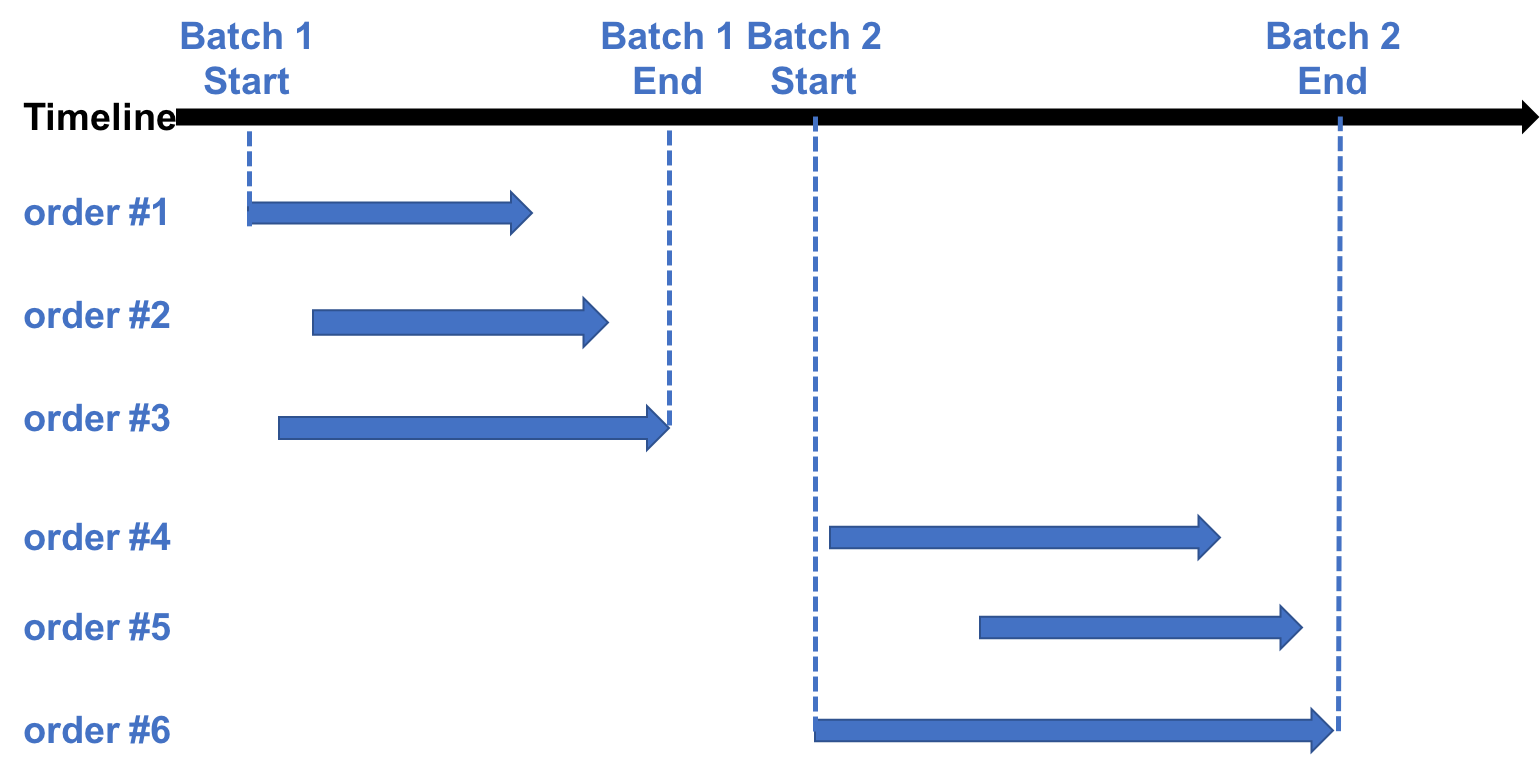 Batch 1 Batch 1 Batch 2 Batch 2
Start End Start End
Timeline
order #1
order #2
order #3
order #4
order #5
order #6